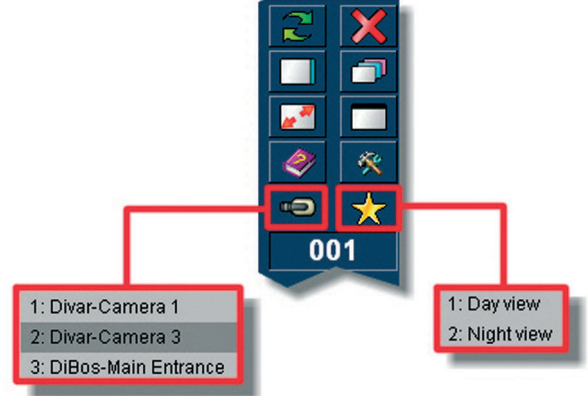 001
1: Divar-Camera 1
2: Divar-Camera 3
3: DiBos-Main Entrance
1: Day view
2: Night view